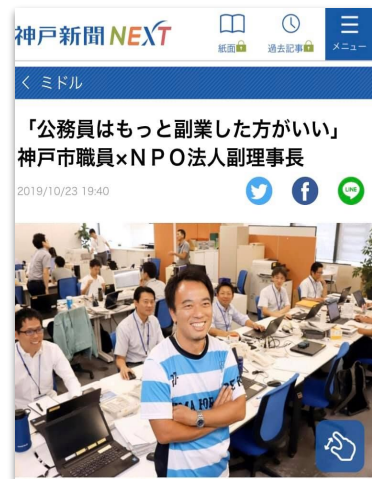 神戸新聞NEXT
紙面
過去記事
メニュー
< ミドル
「公務員はもっと副業した方がいい」
神戸市職員×NPO法人副理事長
2019/10/23 19:40
LINE